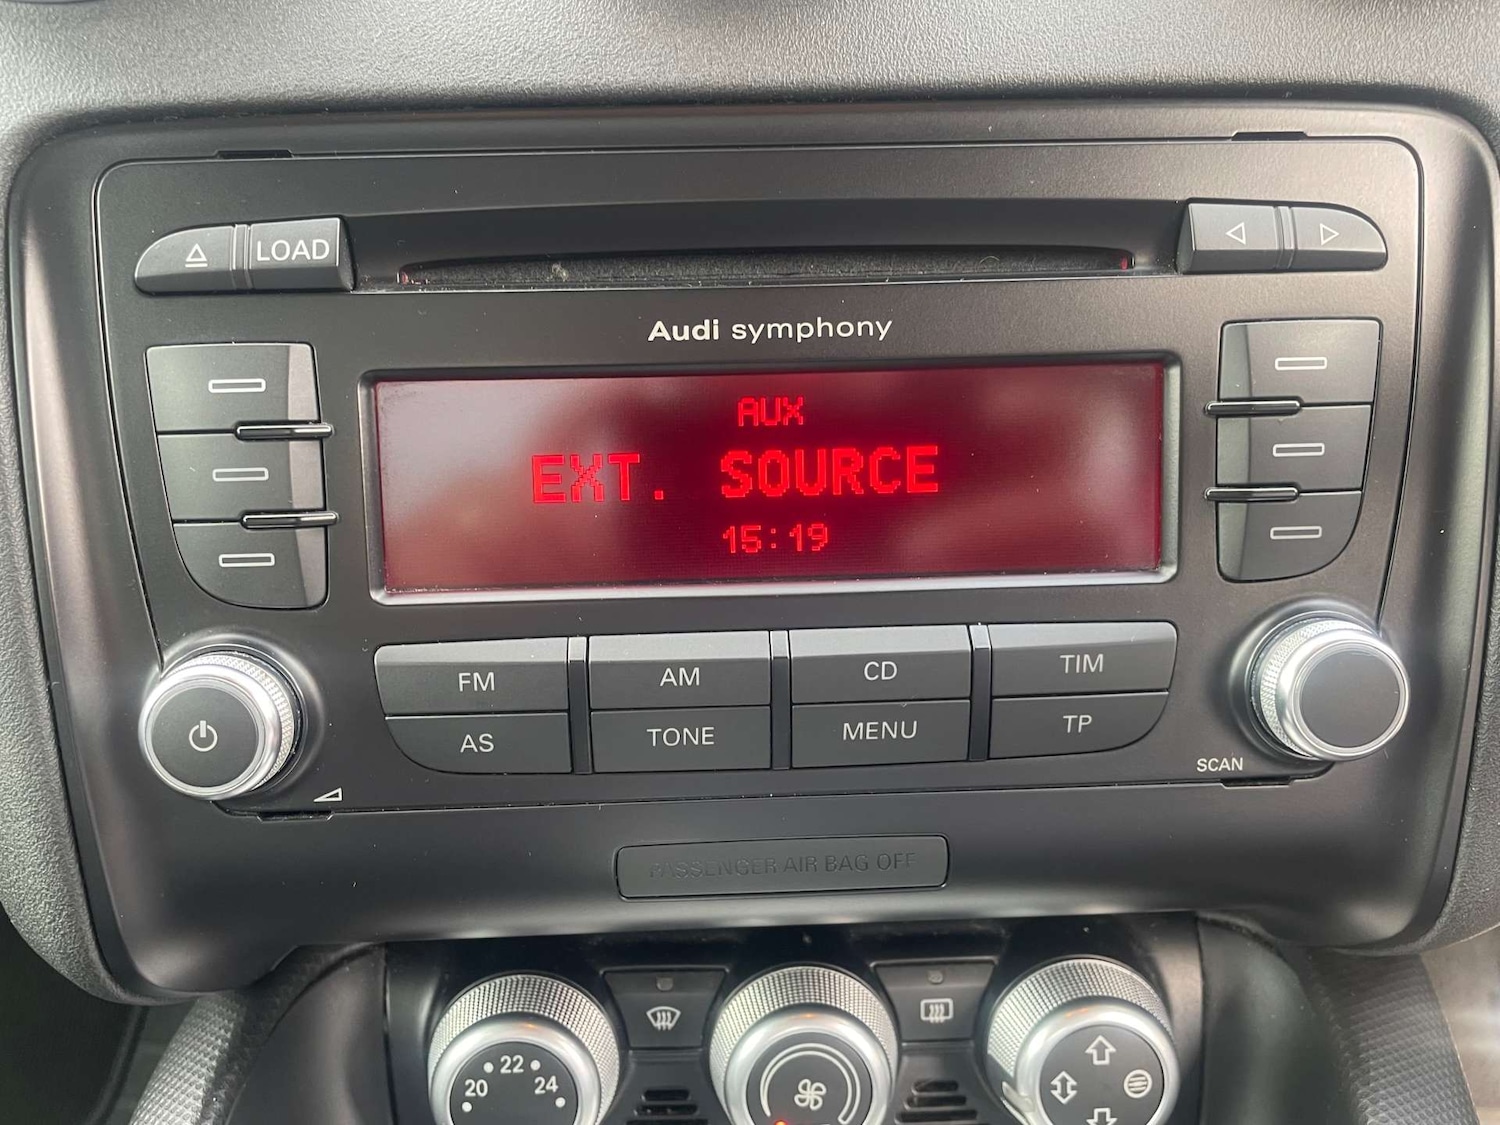 LOAD
Audi symphony
AUX
EXT. SOURCE
15:19
FM
AM
CD
TIM
AS
TONE
MENU
TP
SCAN
PASSENGER AIR BAG OFF
20 22 24